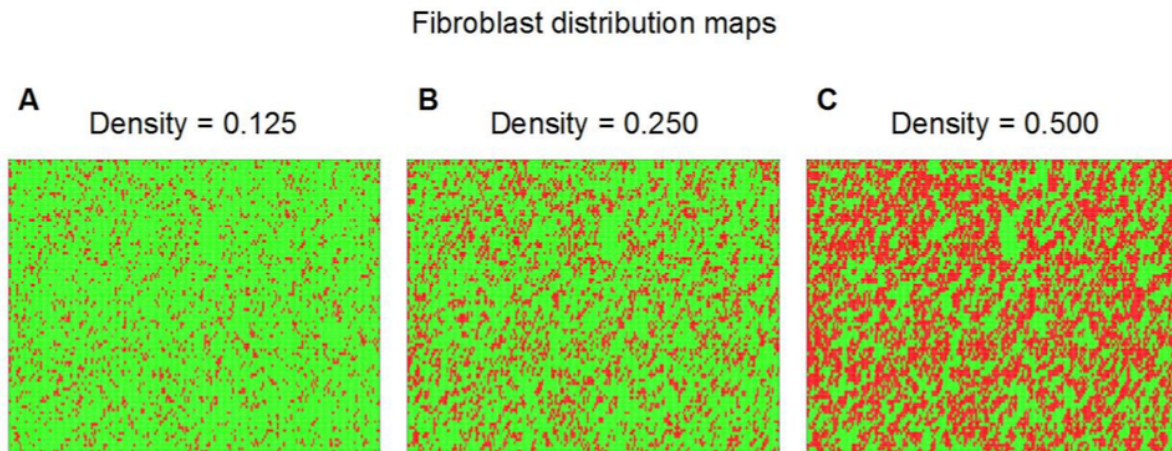 Fibroblast distribution maps
A
Density = 0.125
B
Density = 0.250
C
Density = 0.500